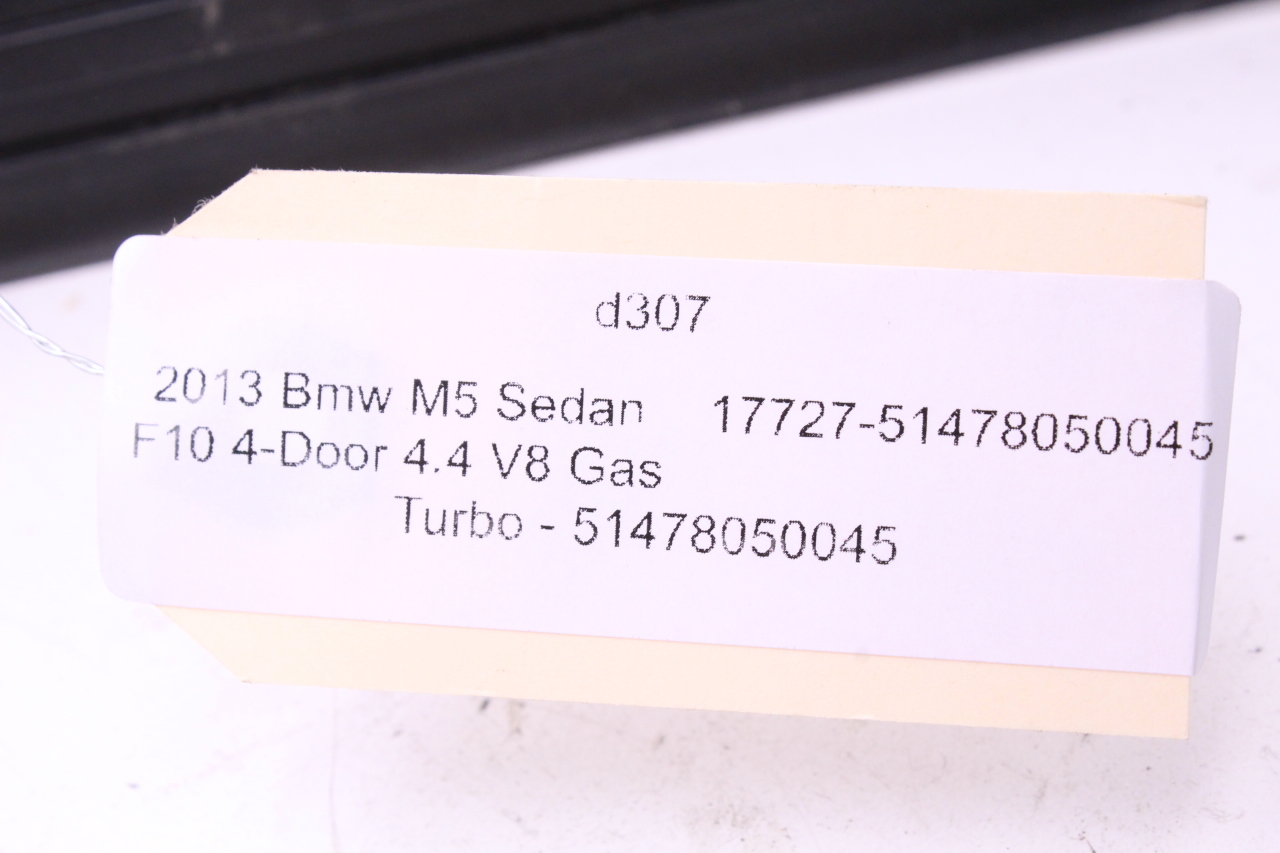 d307
2013 Bmw M5 Sedan 17727-51478050045
F10 4-Door 4.4 V8 Gas
Turbo - 51478050045